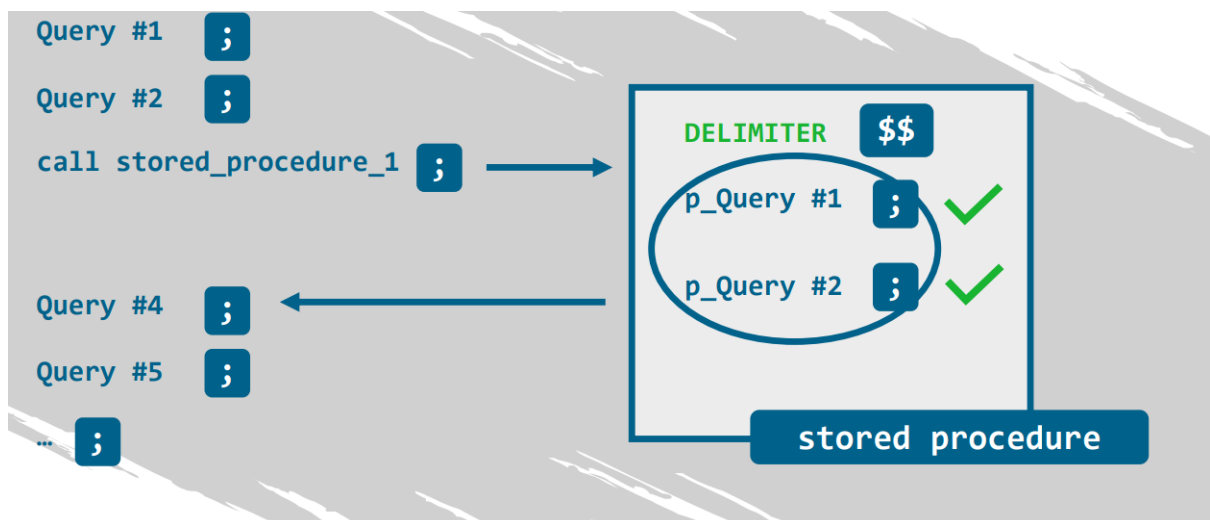 Query #1 ;
Query #2 ;
call stored_procedure_1 ;
Query #4 ;
Query #5 ;
… ;
DELIMITER $$
p_Query #1 ;
p_Query #2 ;
stored procedure